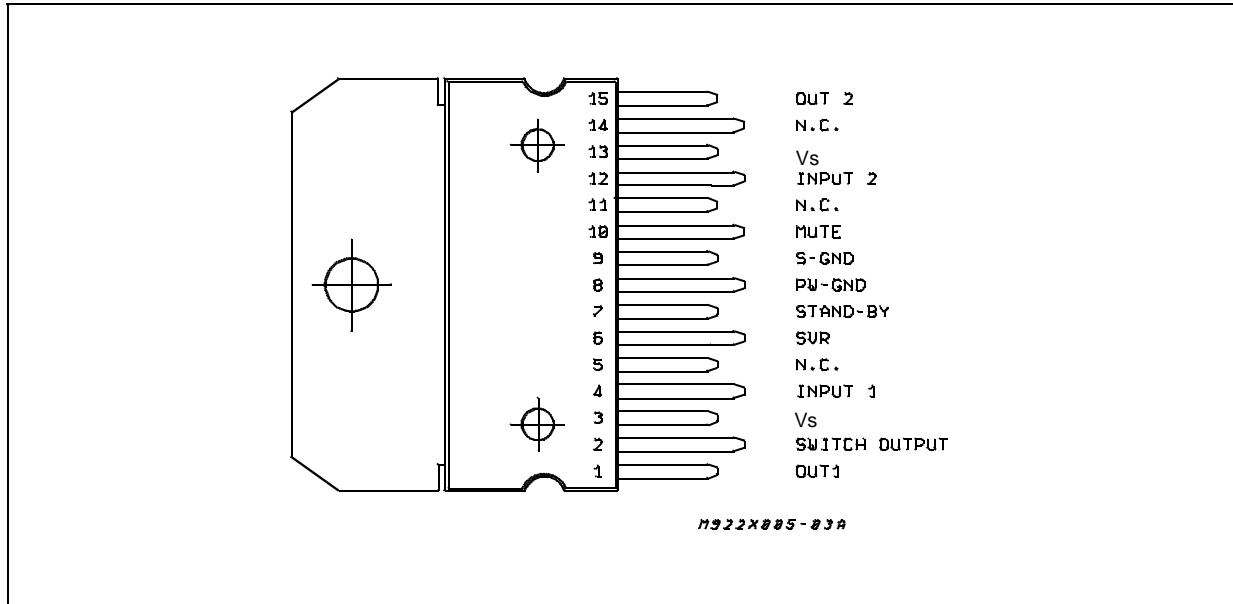 15 OUT 2
14 N.C.
13 Vs
12 INPUT 2
11 N.C.
10 MUTE
9 S-GND
8 PW-GND
7 STAND-BY
6 SVR
5 N.C.
4 INPUT 1
3 Vs
2 SWITCH OUTPUT
1 OUT1
M922X005-03A